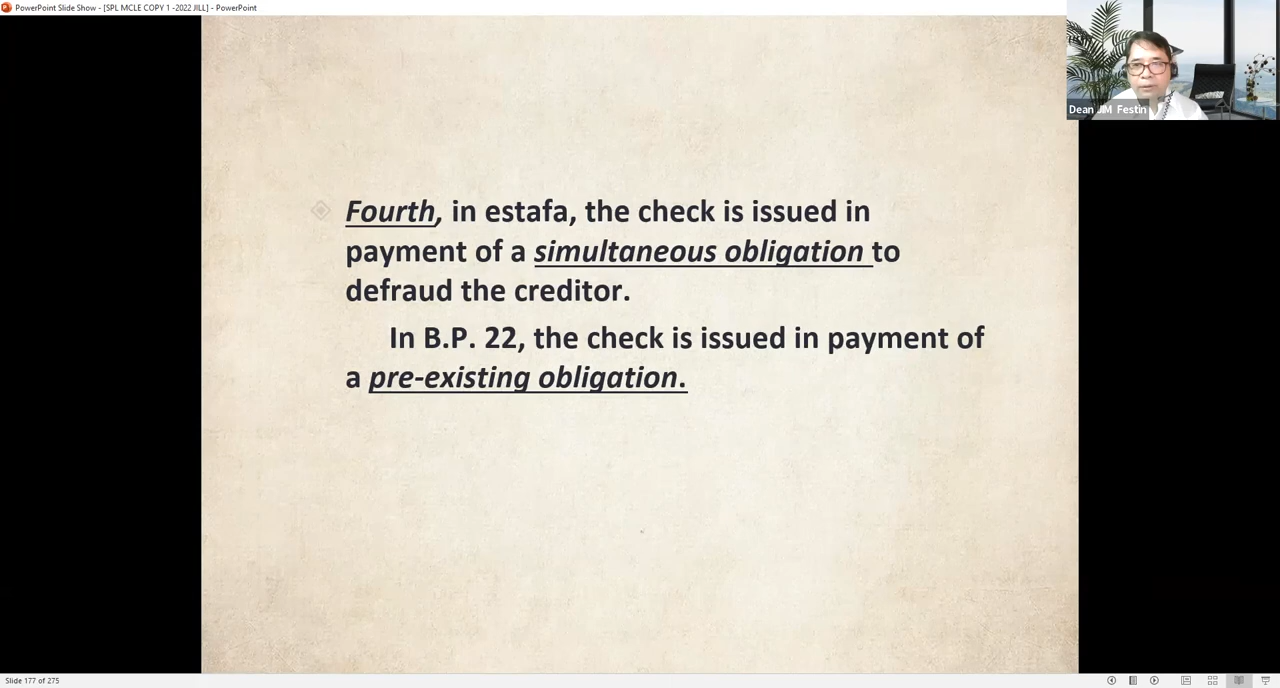 PowerPoint Slide Show - [SPL MCLE COPY 1 -2022 JILL] - PowerPoint
Dean JIM Festin
Fourth, in estafa, the check is issued in
payment of a simultaneous obligation to
defraud the creditor.
In B.P. 22, the check is issued in payment of
a pre-existing obligation.
Slide 177 of 275